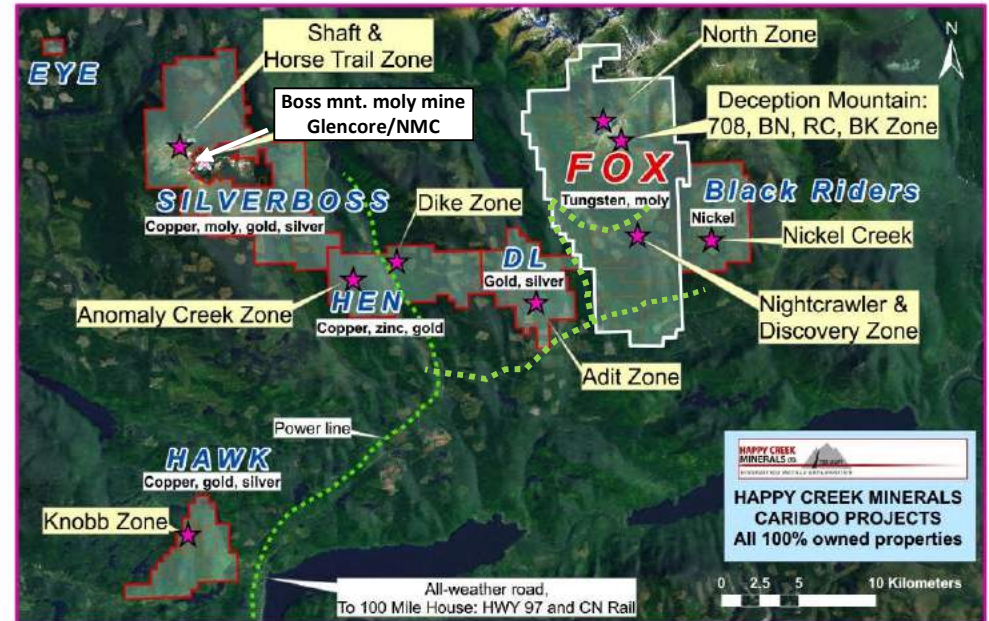 Shaft &
Horse Trail Zone
North Zone
N
EYE
Boss mnt. moly mine
Glencore/NMC
Deception Mountain:
708, BN, RC, BK Zone
FOX
Tungsten, moly
Black Riders
Nickel
SILVERBOSS
Copper, moly, gold, silver
Dike Zone
Nickel Creek
DL
Gold, silver
Anomaly Creek Zone
HEN
Copper, zinc, gold
Nightcrawler &
Discovery Zone
Adit Zone
Power line
HAWK
Copper, gold, silver
Knobb Zone
HAPPY CREEK
MINERALS LTD.
HAPPY CREEK MINERALS
CARIBOO PROJECTS
All 100% owned properties
All-weather road,
To 100 Mile House: HWY 97 and CN Rail
0 2.5 5 10 Kilometers